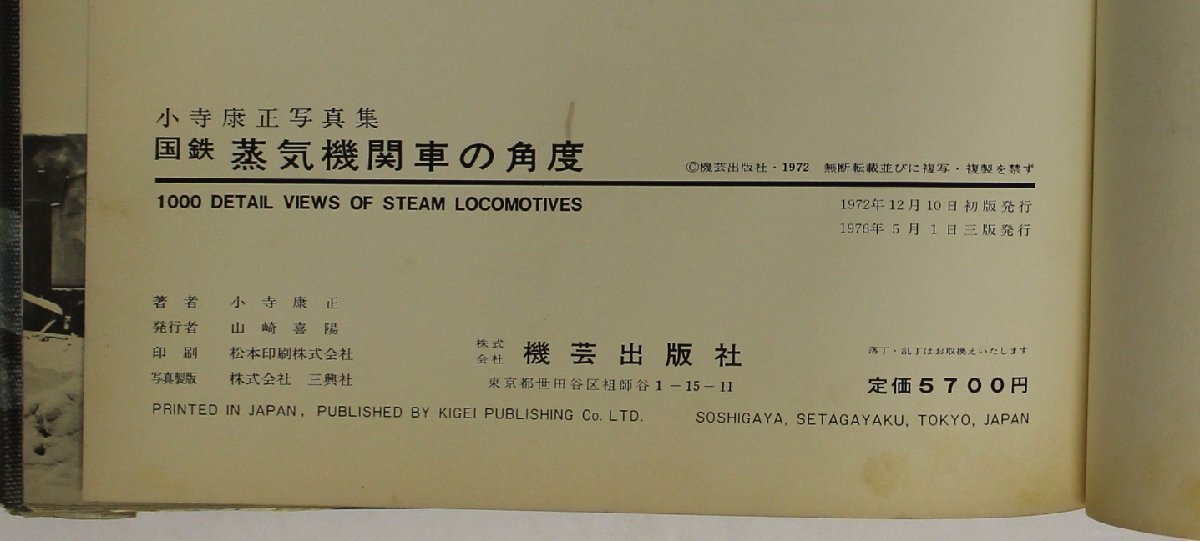 小寺康正写真集
国鉄 蒸気機関車の角度
©機芸出版社・1972 無断転載並びに複写・複製を禁ず
1000 DETAIL VIEWS OF STEAM LOCOMOTIVES
1972年12月10日初版発行
1976年5月1日三版発行
著者 小寺康正
発行者 山崎喜陽
印刷 松本印刷株式会社
写真製版 株式会社 三興社
株式会社 機芸出版社
東京都世田谷区祖師谷1-15-11
落丁・乱丁はお取換えいたします
定価5700円
PRINTED IN JAPAN, PUBLISHED BY KIGEI PUBLISHING Co. LTD.
SOSHIGAYA, SETAGAYAKU, TOKYO, JAPAN